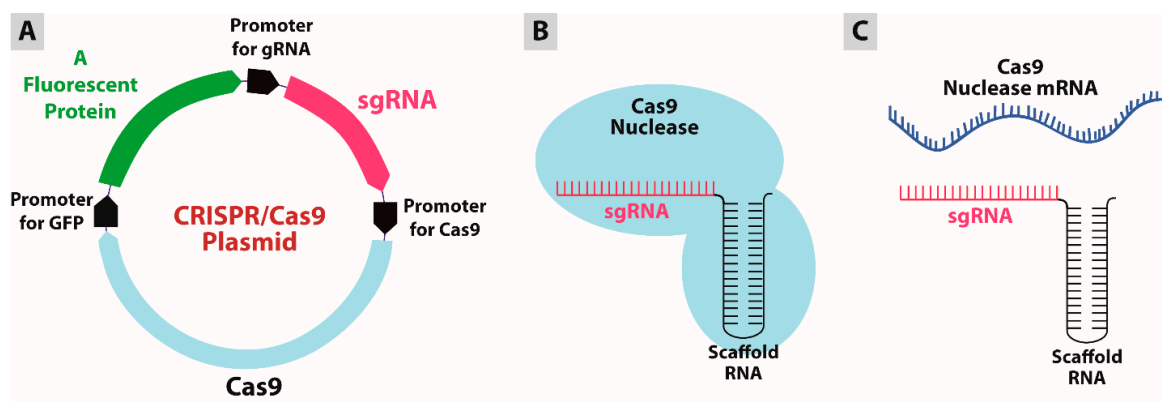 A
Promoter
for gRNA
A
Fluorescent
Protein
sgRNA
Promoter
for GFP
CRISPR/Cas9
Plasmid
Promoter
for Cas9
Cas9
B
Cas9
Nuclease
sgRNA
Scaffold
RNA
C
Cas9
Nuclease mRNA
sgRNA
Scaffold
RNA